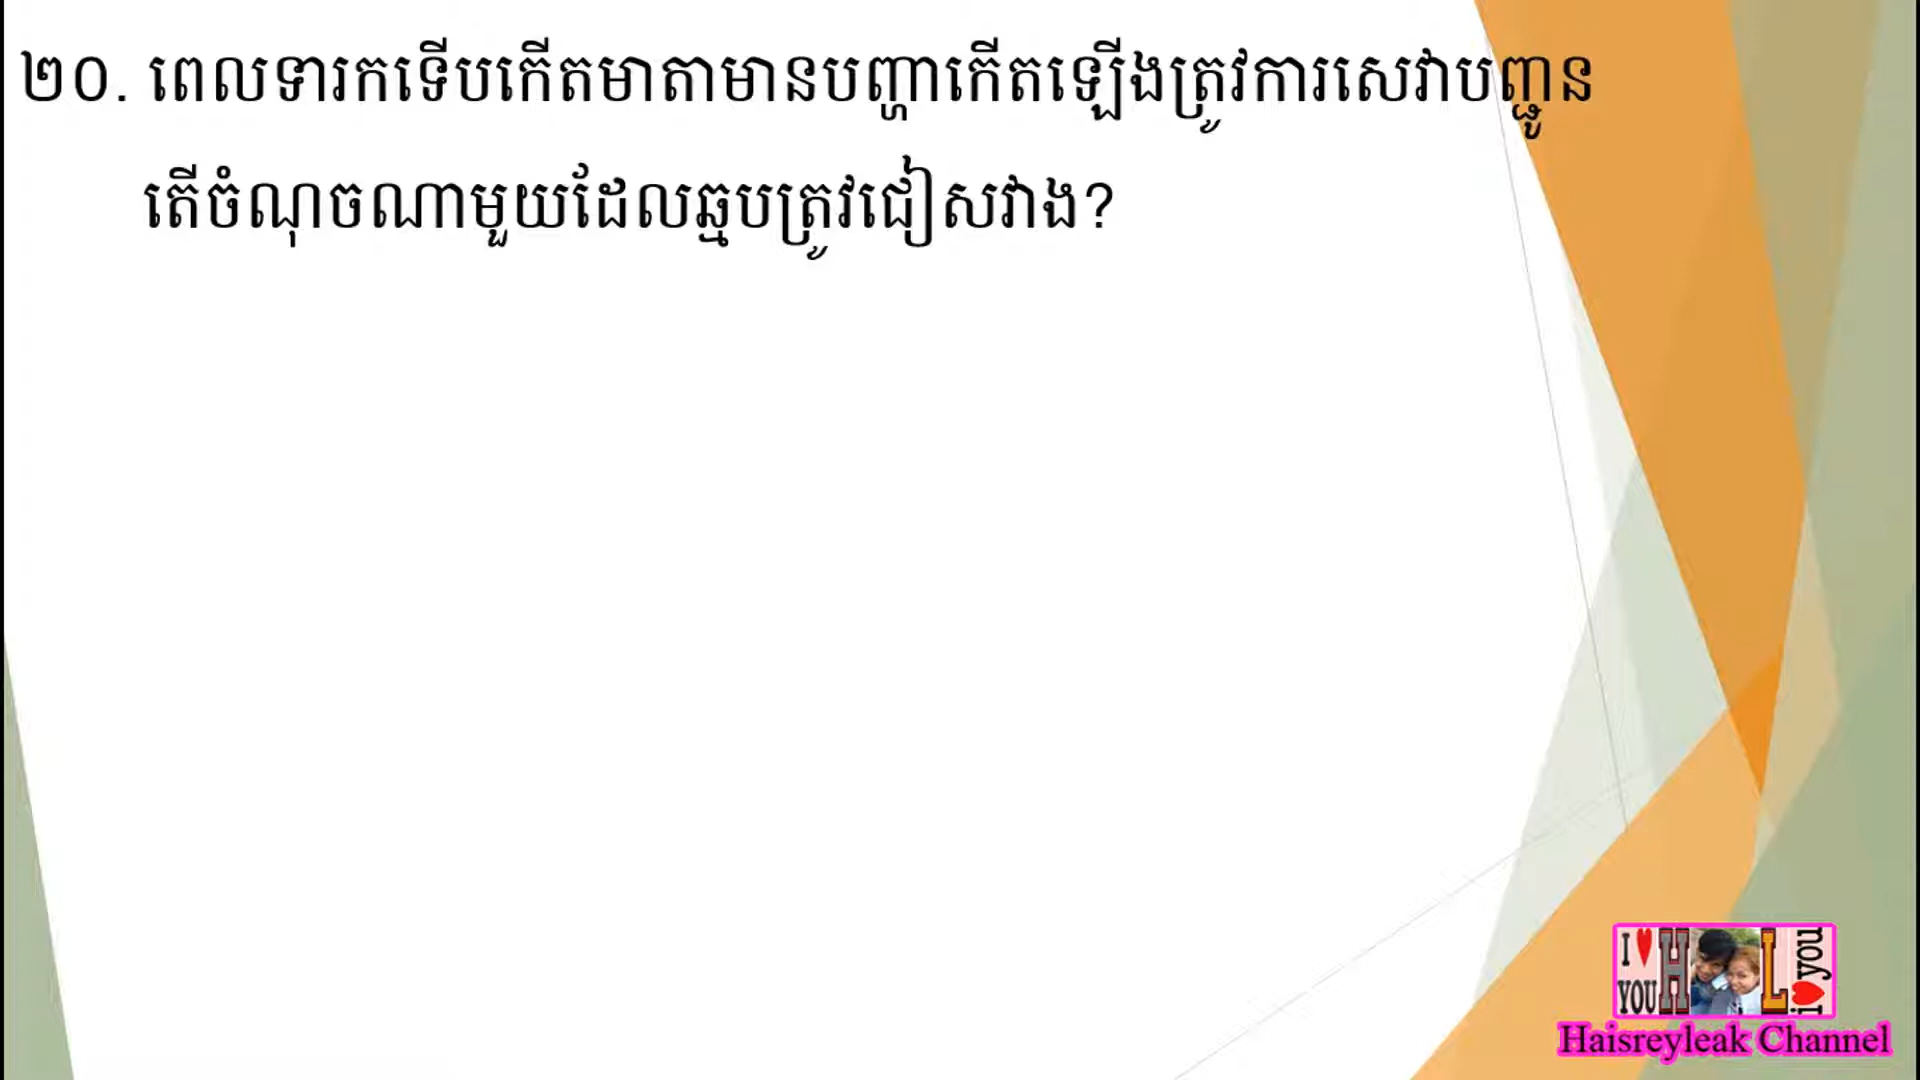 ២០. ពេលទារកទើបកើតមាតាមានបញ្ហាកើតឡើងត្រូវការសេវាបញ្ជូន
តើចំណុចណាមួយដែលឆ្មបត្រូវជៀសវាង?
I ♥ YOU H L i ♥ you
Haisreyleak Channel